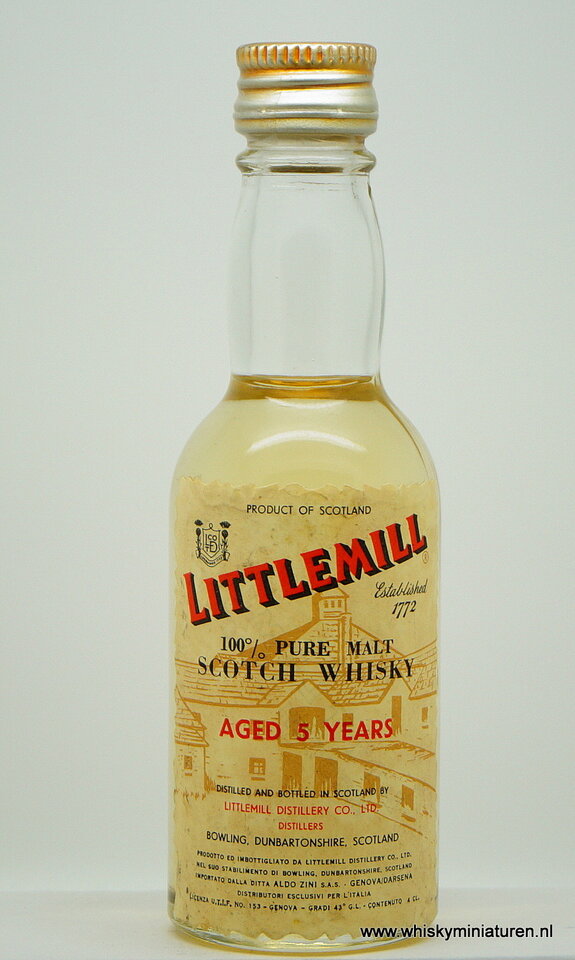 PRODUCT OF SCOTLAND
LITTLEMILL
Established
1772
100% PURE MALT
SCOTCH WHISKY
AGED 5 YEARS
DISTILLED AND BOTTLED IN SCOTLAND BY
LITTLEMILL DISTILLERY CO., LTD.
DISTILLERS
BOWLING, DUNBARTONSHIRE, SCOTLAND
PRODOTTO ED IMBOTTIGLIATO DA LITTLEMILL DISTILLERY CO., LTD.
NEL SUO STABILIMENTO DI BOWLING, DUNBARTONSHIRE, SCOTLAND
IMPORTATO DALLA DITTA ALDO ZINI S.A.S. - GENOVA/DARSENA
DISTRIBUTORI ESCLUSIVI PER L'ITALIA
LICENZA U.T.I.F. NO. 153 - GENOVA - GRADI 43° G.L. - CONTENUTO 4 CL.
www.whiskyminiaturen.nl